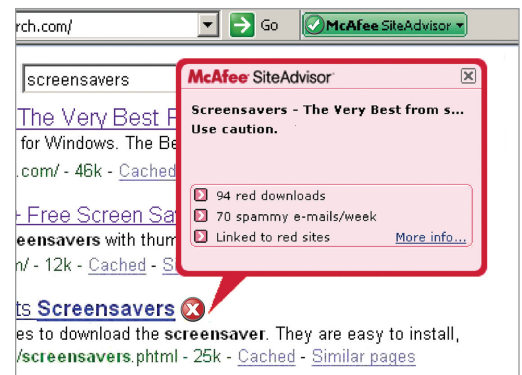 rch.com/ Go McAfee SiteAdvisor
screensavers
McAfee SiteAdvisor
Screensavers - The Very Best from s...
Use caution.
94 red downloads
70 spammy e-mails/week
Linked to red sites More info...
The Very Best
for Windows. The Be
.com/ - 46k - Cached
Free Screen Sa
eensavers with thum
/ - 12k - Cached - S
ts Screensavers
es to download the screensaver. They are easy to install,
/screensavers.phtml - 25k - Cached - Similar pages